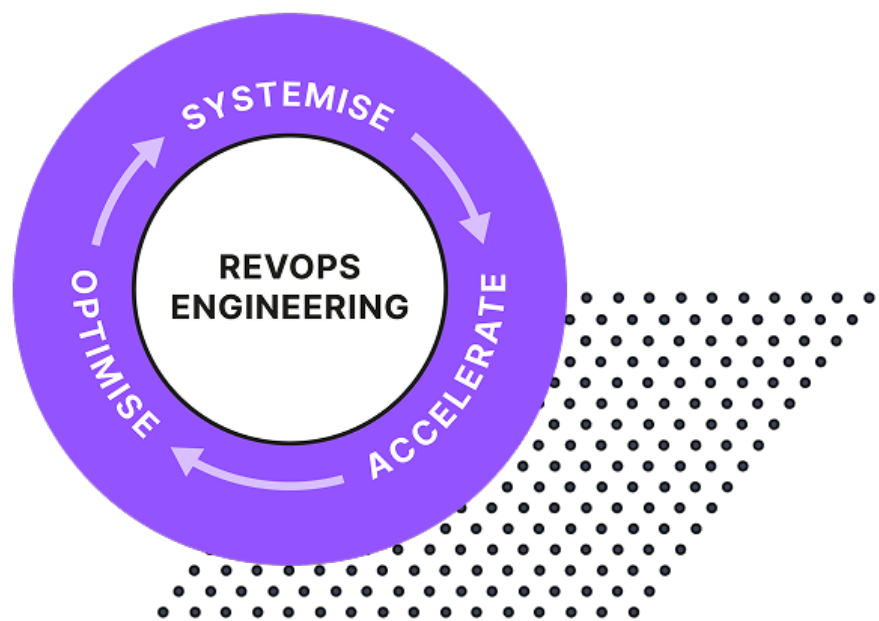 SYSTEMISE
ACCELERATE
OPTIMISE
REVOPS
ENGINEERING